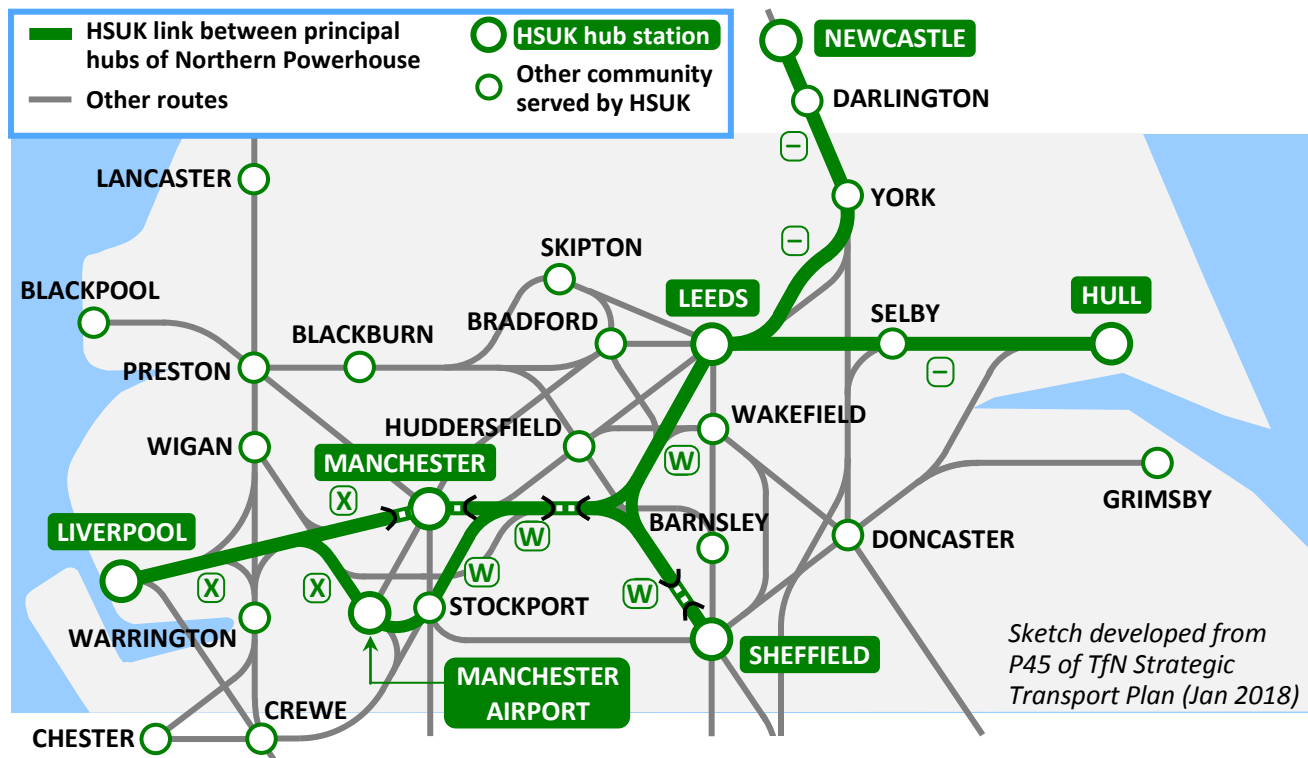 HSUK link between principal
hubs of Northern Powerhouse
Other routes
HSUK hub station
Other community
served by HSUK
NEWCASTLE
DARLINGTON
−
LANCASTER
YORK
−
SKIPTON
BLACKPOOL
LEEDS
HULL
BLACKBURN
BRADFORD
SELBY
PRESTON
−
HUDDERSFIELD
WAKEFIELD
WIGAN
MANCHESTER
W
X
GRIMSBY
LIVERPOOL
BARNSLEY
W
DONCASTER
X
X
W
W
STOCKPORT
WARRINGTON
SHEFFIELD
MANCHESTER
AIRPORT
CREWE
CHESTER
Sketch developed from
P45 of TfN Strategic
Transport Plan (Jan 2018)